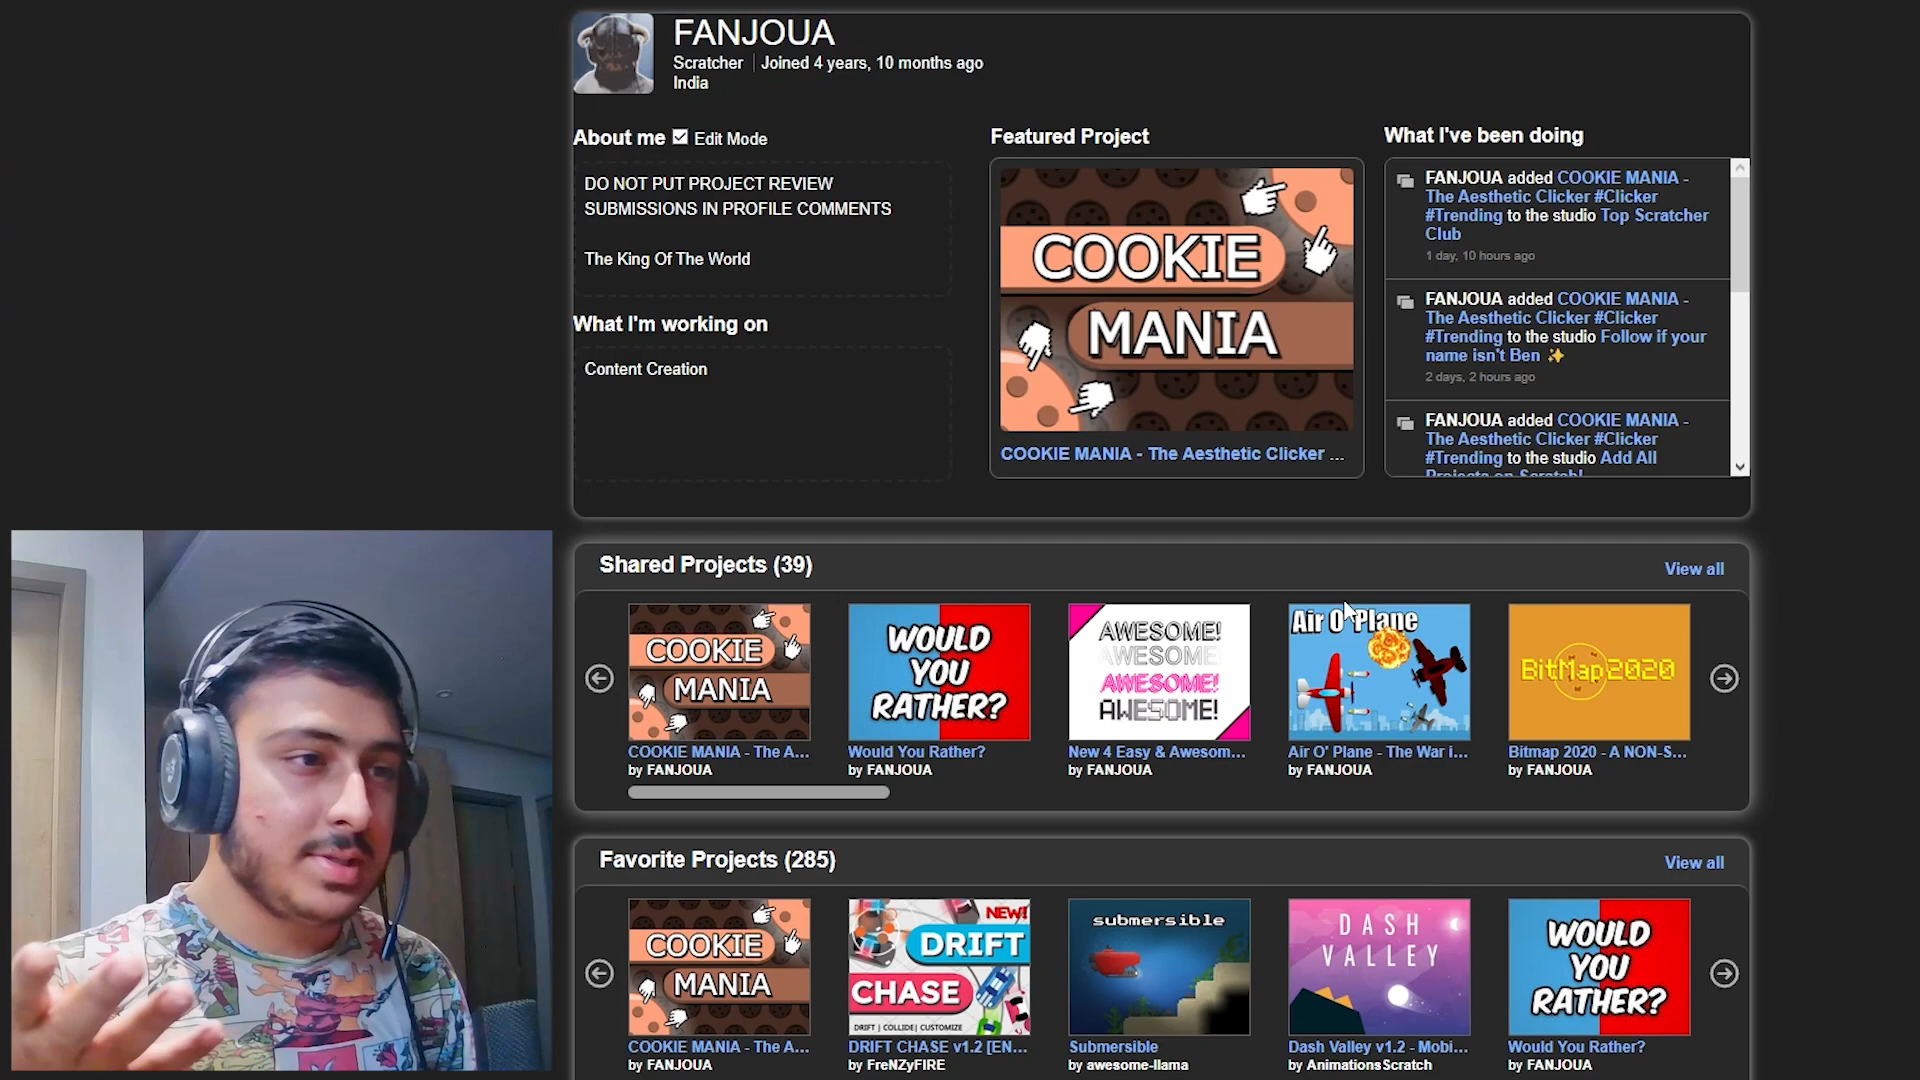 FANJOUA
Scratcher Joined 4 years, 10 months ago
India
About me Edit Mode
DO NOT PUT PROJECT REVIEW
SUBMISSIONS IN PROFILE COMMENTS
The King Of The World
What I'm working on
Content Creation
Featured Project
COOKIE
MANIA
COOKIE MANIA - The Aesthetic Clicker ...
What I've been doing
FANJOUA added COOKIE MANIA -
The Aesthetic Clicker #Clicker
#Trending to the studio Top Scratcher
Club
1 day, 10 hours ago
FANJOUA added COOKIE MANIA -
The Aesthetic Clicker #Clicker
#Trending to the studio Follow if your
name isn't Ben ✨
2 days, 2 hours ago
FANJOUA added COOKIE MANIA -
The Aesthetic Clicker #Clicker
#Trending to the studio Add All
Projects on Scratch!
Shared Projects (39)
View all
COOKIE
MANIA
COOKIE MANIA - The A...
by FANJOUA
WOULD
YOU
RATHER?
Would You Rather?
by FANJOUA
AWESOME!
AWESOME!
AWESOME!
AWESOME!
New 4 Easy & Awesom...
by FANJOUA
Air O' Plane
Air O' Plane - The War i...
by FANJOUA
BitMap2020
Bitmap 2020 - A NON-S...
by FANJOUA
Favorite Projects (285)
View all
COOKIE
MANIA
COOKIE MANIA - The A...
by FANJOUA
NEW!
DRIFT
CHASE
DRIFT | COLLIDE | CUSTOMIZE
DRIFT CHASE v1.2 [EN...
by FreNZyFIRE
submersible
Submersible
by awesome-llama
DASH
VALLEY
Dash Valley v1.2 - Mobi...
by AnimationsScratch
WOULD
YOU
RATHER?
Would You Rather?
by FANJOUA